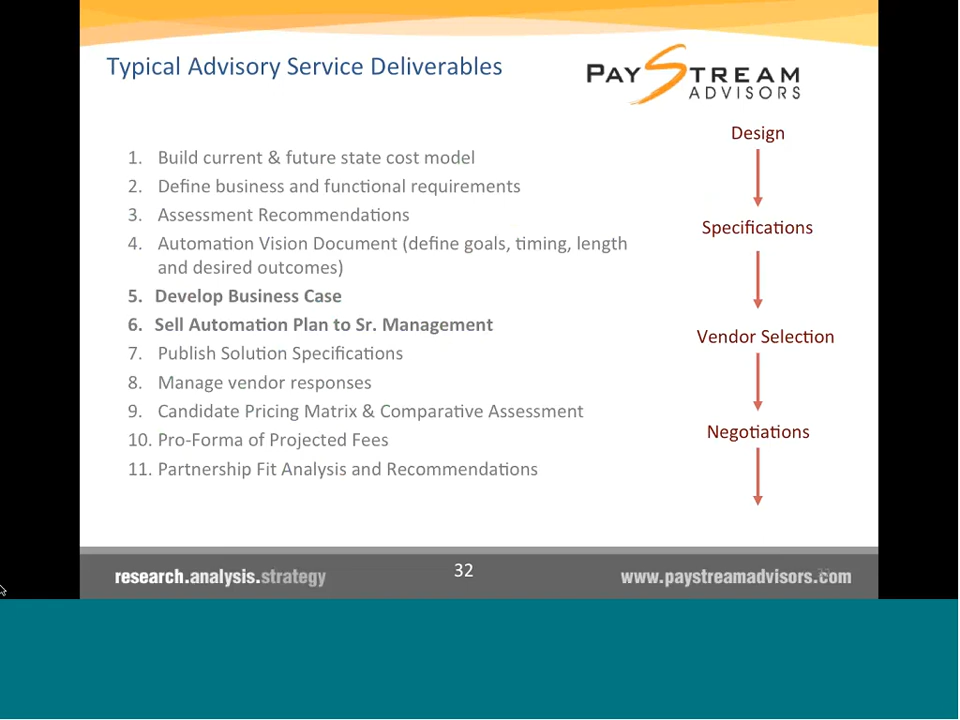 Typical Advisory Service Deliverables
PAYSTREAM
ADVISORS
1. Build current & future state cost model
2. Define business and functional requirements
3. Assessment Recommendations
4. Automation Vision Document (define goals, timing, length
and desired outcomes)
5. Develop Business Case
6. Sell Automation Plan to Sr. Management
7. Publish Solution Specifications
8. Manage vendor responses
9. Candidate Pricing Matrix & Comparative Assessment
10. Pro-Forma of Projected Fees
11. Partnership Fit Analysis and Recommendations
Design
Specifications
Vendor Selection
Negotiations
research.analysis.strategy
32
www.paystreamadvisors.com